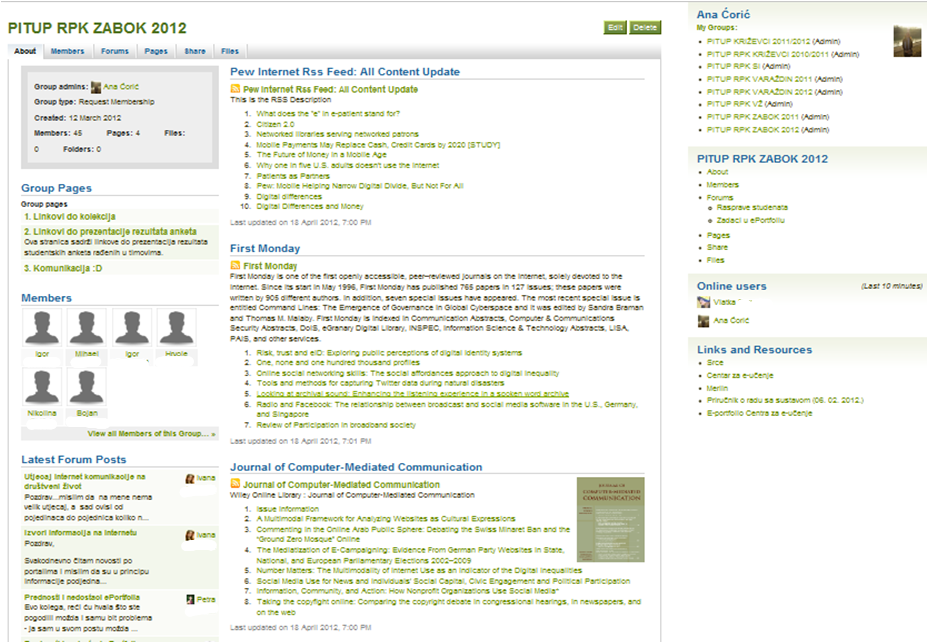 PITUP RPK ZABOK 2012
Edit Delete
About Members Forums Pages Share Files
Group admins: Ana Ćorić
Group type: Request Membership
Created: 12 March 2012
Members: 45 Pages: 4 Files:
0 Folders: 0
Group Pages
Group pages
1. Linkovi do kolekcija
2. Linkovi do prezentacije rezultata anketa
Ova stranica sadrži linkove do prezentacija rezultata
studentskih anketa rađenih u timovima.
3. Komunikacija :D
Members
Igor Mihael Igor Hrvoje
Nikolina Bojan
View all Members of this Group... »
Latest Forum Posts
Utjecaj internet komunikacije na
društveni život
Ivana
Pozdrav...mislim da na mene nema
velik utjecaj, a sad ovisi od
pojedinaca do pojedinca koliko n...
Izvori informacija na internetu
Ivana
Pozdrav,
Svakodnevno čitam novosti po
portalima i mislim da su u principu
informacije podjedna...
Prednosti i nedostaci ePortfolia
Petra
Evo kolega, reći ću hvala što ste
pogodili možda i samu bit problema
- ja sam u svom postu možda ...
Pew Internet Rss Feed: All Content Update
Pew Internet Rss Feed: All Content Update
This is the RSS Description
1. What does the "e" in e-patient stand for?
2. Citizen 2.0
3. Networked libraries serving networked patrons
4. Mobile Payments May Replace Cash, Credit Cards by 2020 [STUDY]
5. The Future of Money in a Mobile Age
6. Why one in five U.S. adults doesn't use the internet
7. Patients as Partners
8. Pew: Mobile Helping Narrow Digital Divide, But Not For All
9. Digital differences
10. Digital Differences and Money
Last updated on 18 April 2012, 7:00 PM
First Monday
First Monday
First Monday is one of the first openly accessible, peer–reviewed journals on the Internet, solely devoted to the
Internet. Since its start in May 1996, First Monday has published 765 papers in 127 issues; these papers were
written by 905 different authors. In addition, seven special issues have appeared. The most recent special issue is
entitled Command Lines: The Emergence of Governance in Global Cyberspace and it was edited by Sandra Braman
and Thomas M. Malaby. First Monday is indexed in Communication Abstracts, Computer & Communications
Security Abstracts, DoIS, eGranary Digital Library, INSPEC, Information Science & Technology Abstracts, LISA,
PAIS, and other services.
1. Risk, trust and eID: Exploring public perceptions of digital identity systems
2. One, none and one hundred thousand profiles
3. Online social networking skills: The social affordances approach to digital inequality
4. Tools and methods for capturing Twitter data during natural disasters
5. Looking at archival sound: Enhancing the listening experience in a spoken word archive
6. Radio and Facebook: The relationship between broadcast and social media software in the U.S., Germany,
and Singapore
7. Review of Participation in broadband society
Last updated on 18 April 2012, 7:01 PM
Journal of Computer-Mediated Communication
Journal of Computer-Mediated Communication
Wiley Online Library : Journal of Computer-Mediated Communication
1. Issue Information
2. A Multimodal Framework for Analyzing Websites as Cultural Expressions
3. Commenting in the Online Arab Public Sphere: Debating the Swiss Minaret Ban and the
"Ground Zero Mosque" Online
4. The Mediatization of E-Campaigning: Evidence From German Party Websites in State,
National, and European Parliamentary Elections 2002–2009
5. Number Matters: The Multimodality of Internet Use as an Indicator of the Digital Inequalities
6. Social Media Use for News and Individuals' Social Capital, Civic Engagement and Political Participation
7. Information, Community, and Action: How Nonprofit Organizations Use Social Media*
8. Taking the copyfight online: Comparing the copyright debate in congressional hearings, in newspapers, and
on the web
Last updated on 18 April 2012, 7:00 PM
JOURNAL OF
COMPUTER-MEDIATED
COMMUNICATION
Ana Ćorić
My Groups:
PITUP KRIŽEVCI 2011/2012 (Admin)
PITUP RPK KRIŽEVCI 2010/2011 (Admin)
PITUP RPK SI (Admin)
PITUP RPK VARAŽDIN 2011 (Admin)
PITUP RPK VARAŽDIN 2012 (Admin)
PITUP RPK VŽ (Admin)
PITUP RPK ZABOK 2011 (Admin)
PITUP RPK ZABOK 2012 (Admin)
PITUP RPK ZABOK 2012
About
Members
Forums
Rasprave studenata
Zadaci u ePortfoliu
Pages
Share
Files
Online users (Last 10 minutes)
Vlatka
Ana Ćorić
Links and Resources
Srce
Centar za e-učenje
Merlin
Priručnik o radu sa sustavom (06. 02. 2012.)
E-portfolio Centra za e-učenje